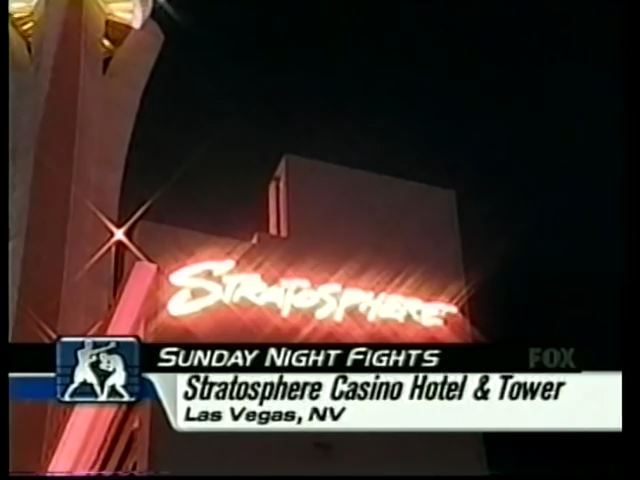 STRATOSPHERE
SUNDAY NIGHT FIGHTS
FOX
Stratosphere Casino Hotel & Tower
LAS VEGAS, NV